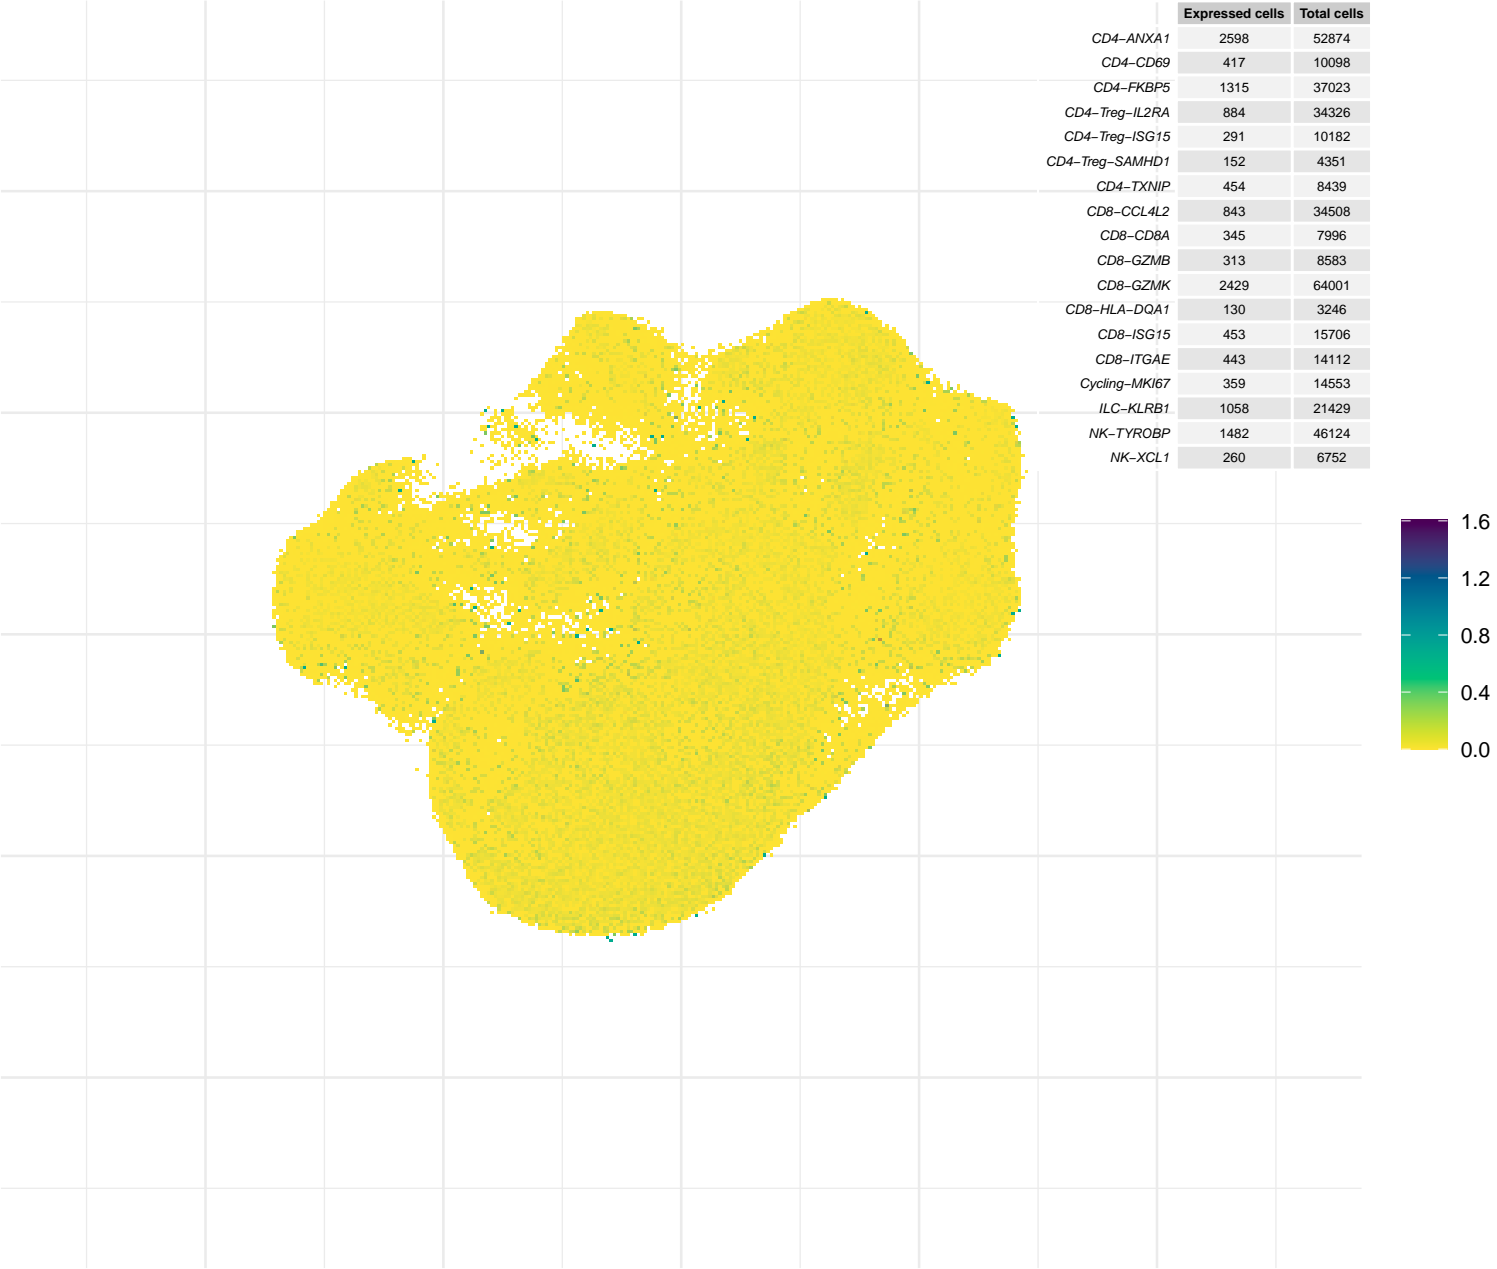 Expressed cells Total cells
CD4−ANXA1 2598 52874
CD4−CD69 417 10098
CD4−FKBP5 1315 37023
CD4−Treg−IL2RA 884 34326
CD4−Treg−ISG15 291 10182
CD4−Treg−SAMHD1 152 4351
CD4−TXNIP 454 8439
CD8−CCL4L2 843 34508
CD8−CD8A 345 7996
CD8−GZMB 313 8583
CD8−GZMK 2429 64001
CD8−HLA−DQA1 130 3246
CD8−ISG15 453 15706
CD8−ITGAE 443 14112
Cycling−MKI67 359 14553
ILC−KLRB1 1058 21429
NK−TYROBP 1482 46124
NK−XCL1 260 6752
1.6
1.2
0.8
0.4
0.0